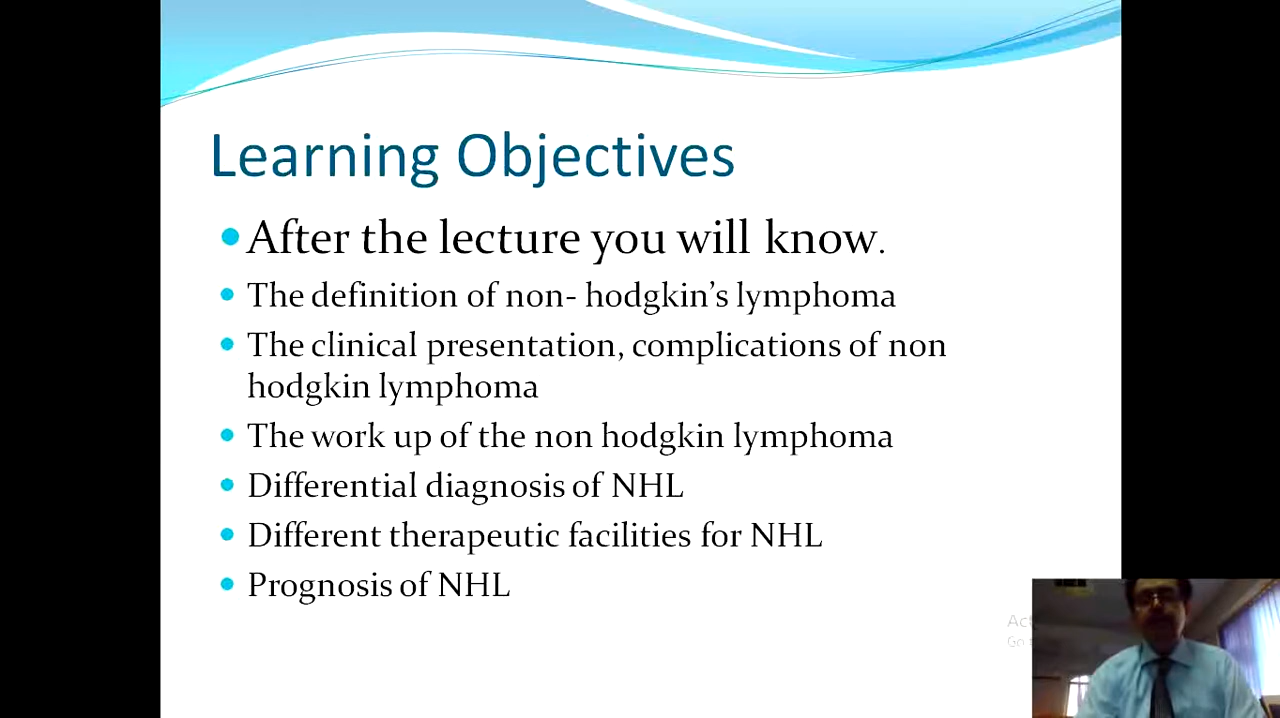 Learning Objectives
•After the lecture you will know.
• The definition of non- hodgkin’s lymphoma
• The clinical presentation, complications of non
hodgkin lymphoma
• The work up of the non hodgkin lymphoma
• Differential diagnosis of NHL
• Different therapeutic facilities for NHL
• Prognosis of NHL